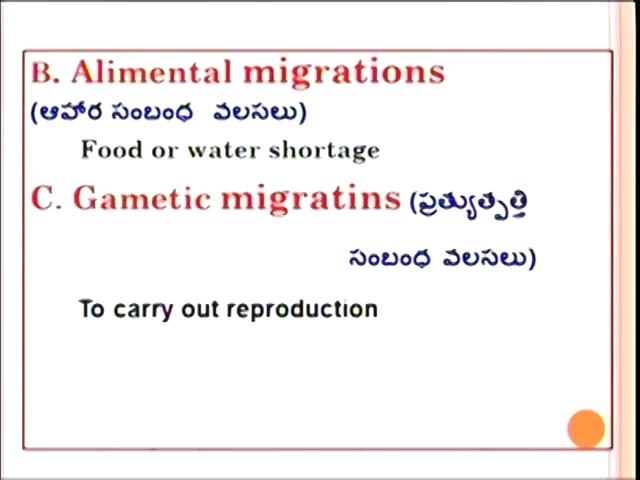 B. Alimental migrations
(ఆహార సంబంధ వలసలు)
Food or water shortage
C. Gametic migratins (ప్రత్యుత్పత్తి
సంబంధ వలసలు)
To carry out reproduction